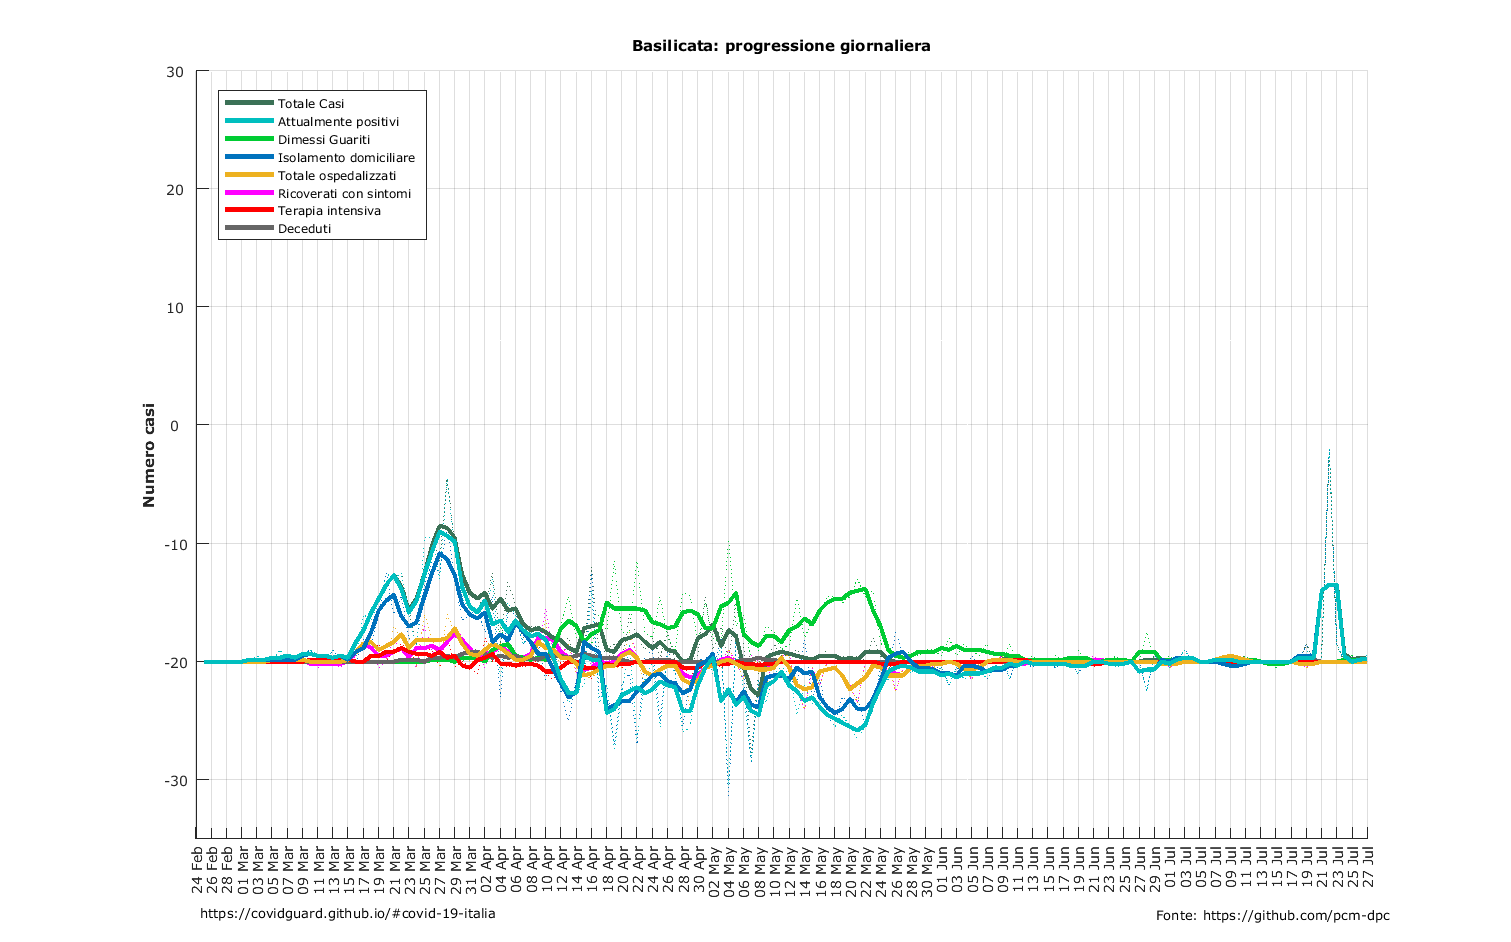 Basilicata: progressione giornaliera
30
20
10
0
-10
-20
-30
Numero casi
Totale Casi
Attualmente positivi
Dimessi Guariti
Isolamento domiciliare
Totale ospedalizzati
Ricoverati con sintomi
Terapia intensiva
Deceduti
24 Feb
26 Feb
28 Feb
01 Mar
03 Mar
05 Mar
07 Mar
09 Mar
11 Mar
13 Mar
15 Mar
17 Mar
19 Mar
21 Mar
23 Mar
25 Mar
27 Mar
29 Mar
31 Mar
02 Apr
04 Apr
06 Apr
08 Apr
10 Apr
12 Apr
14 Apr
16 Apr
18 Apr
20 Apr
22 Apr
24 Apr
26 Apr
28 Apr
30 Apr
02 May
04 May
06 May
08 May
10 May
12 May
14 May
16 May
18 May
20 May
22 May
24 May
26 May
28 May
30 May
01 Jun
03 Jun
05 Jun
07 Jun
09 Jun
11 Jun
13 Jun
15 Jun
17 Jun
19 Jun
21 Jun
23 Jun
25 Jun
27 Jun
29 Jun
01 Jul
03 Jul
05 Jul
07 Jul
09 Jul
11 Jul
13 Jul
15 Jul
17 Jul
19 Jul
21 Jul
23 Jul
25 Jul
27 Jul
https://covidguard.github.io/#covid-19-italia
Fonte: https://github.com/pcm-dpc